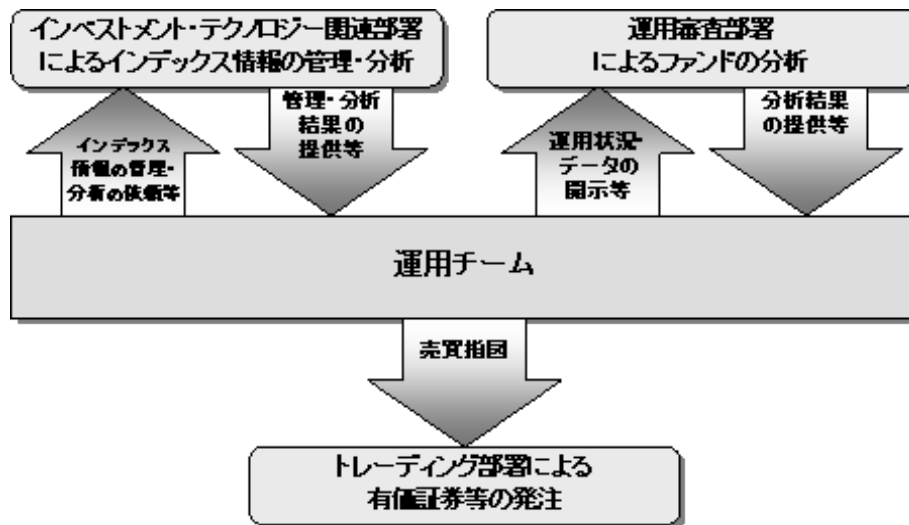 インベストメント・テクノロジー関連部署
によるインデックス情報の管理・分析
運用審査部署
によるファンドの分析
インデックス
情報の管理・
分析の依頼等
管理・分析
結果の
提供等
運用状況・
データの
開示等
分析結果
の提供等
運用チーム
売買指図
トレーディング部署による
有価証券等の発注